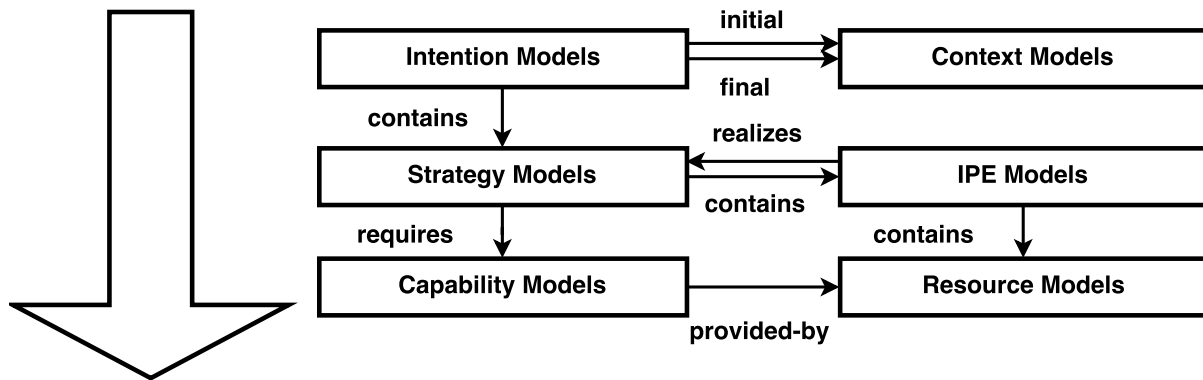 initial
Intention Models
Context Models
final
contains
realizes
Strategy Models
IPE Models
contains
requires
contains
Capability Models
Resource Models
provided-by